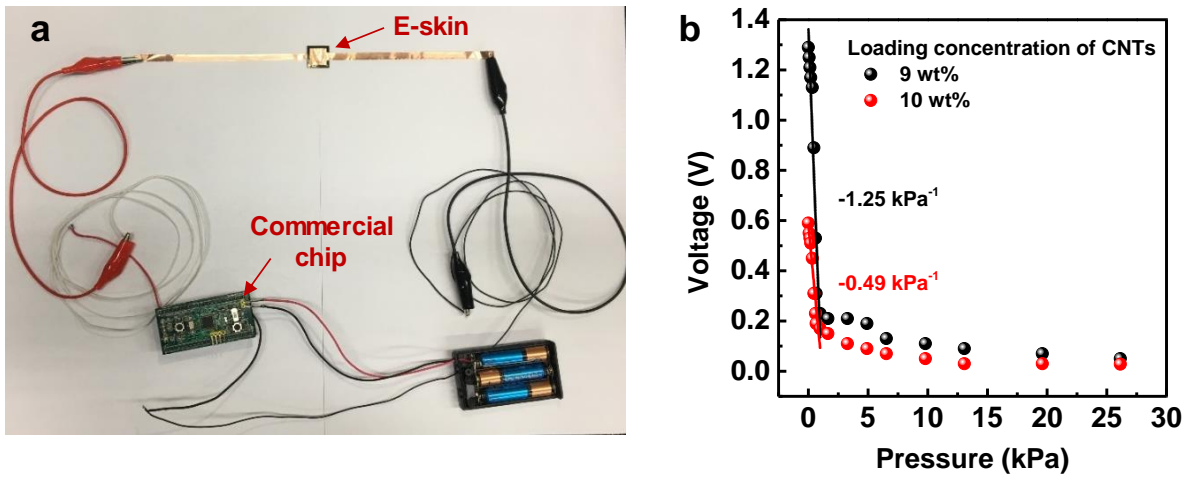 a
E-skin
Commercial
chip
b
Loading concentration of CNTs
9 wt%
10 wt%
-1.25 kPa⁻¹
-0.49 kPa⁻¹
Voltage (V)
1.4
1.2
1.0
0.8
0.6
0.4
0.2
0.0
0 5 10 15 20 25 30
Pressure (kPa)